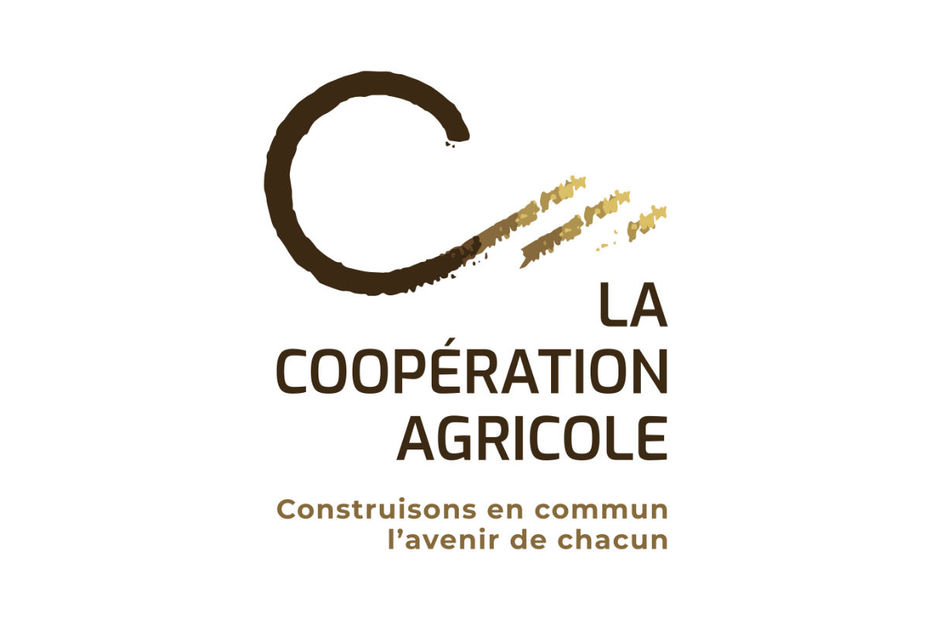 LA
COOPÉRATION
AGRICOLE
Construisons en commun
l’avenir de chacun